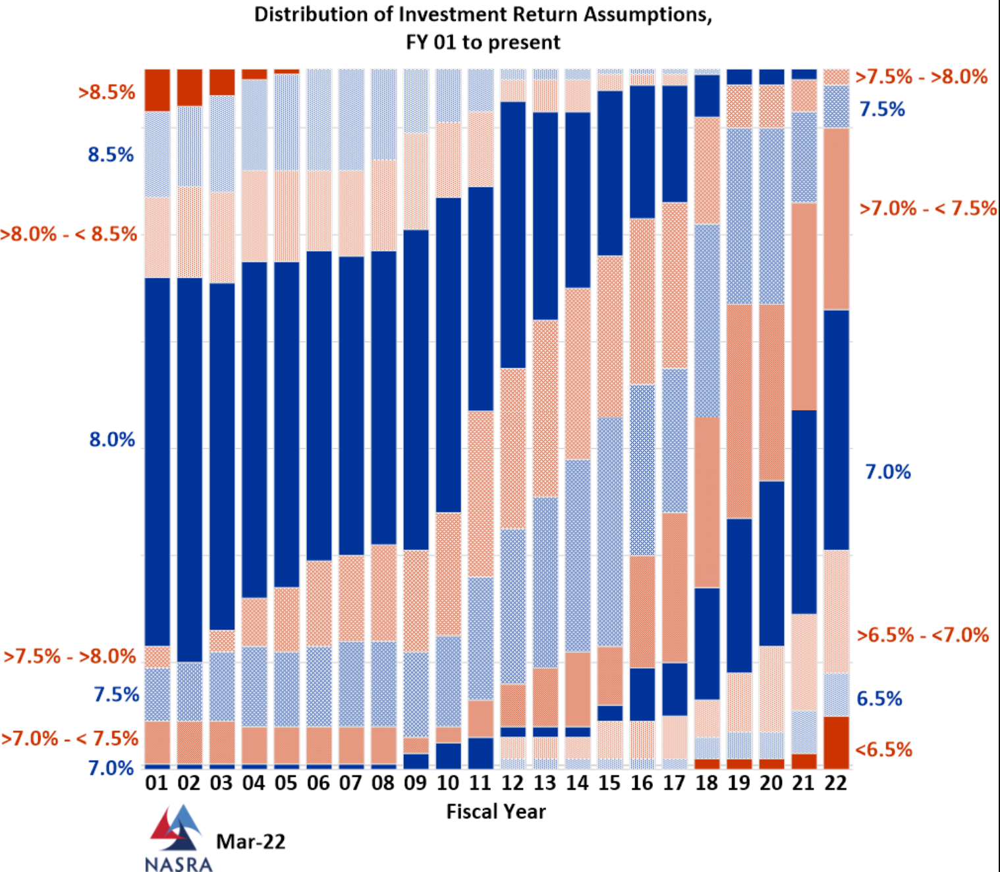 Distribution of Investment Return Assumptions,
FY 01 to present
>8.5%
8.5%
>8.0% - < 8.5%
8.0%
>7.5% - >8.0%
7.5%
>7.0% - < 7.5%
7.0%
>7.5% - >8.0%
7.5%
>7.0% - < 7.5%
7.0%
>6.5% - <7.0%
6.5%
<6.5%
01 02 03 04 05 06 07 08 09 10 11 12 13 14 15 16 17 18 19 20 21 22
Fiscal Year
Mar-22
NASRA